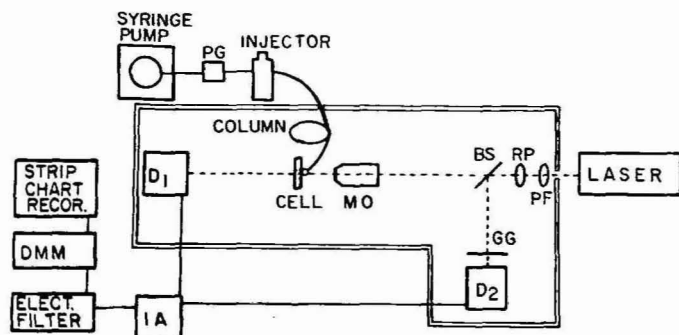 SYRINGE
PUMP
PG
INJECTOR
COLUMN
D1
CELL
MO
BS
RP
PF
LASER
GG
D2
STRIP
CHART
RECOR.
DMM
ELECT.
FILTER
IA